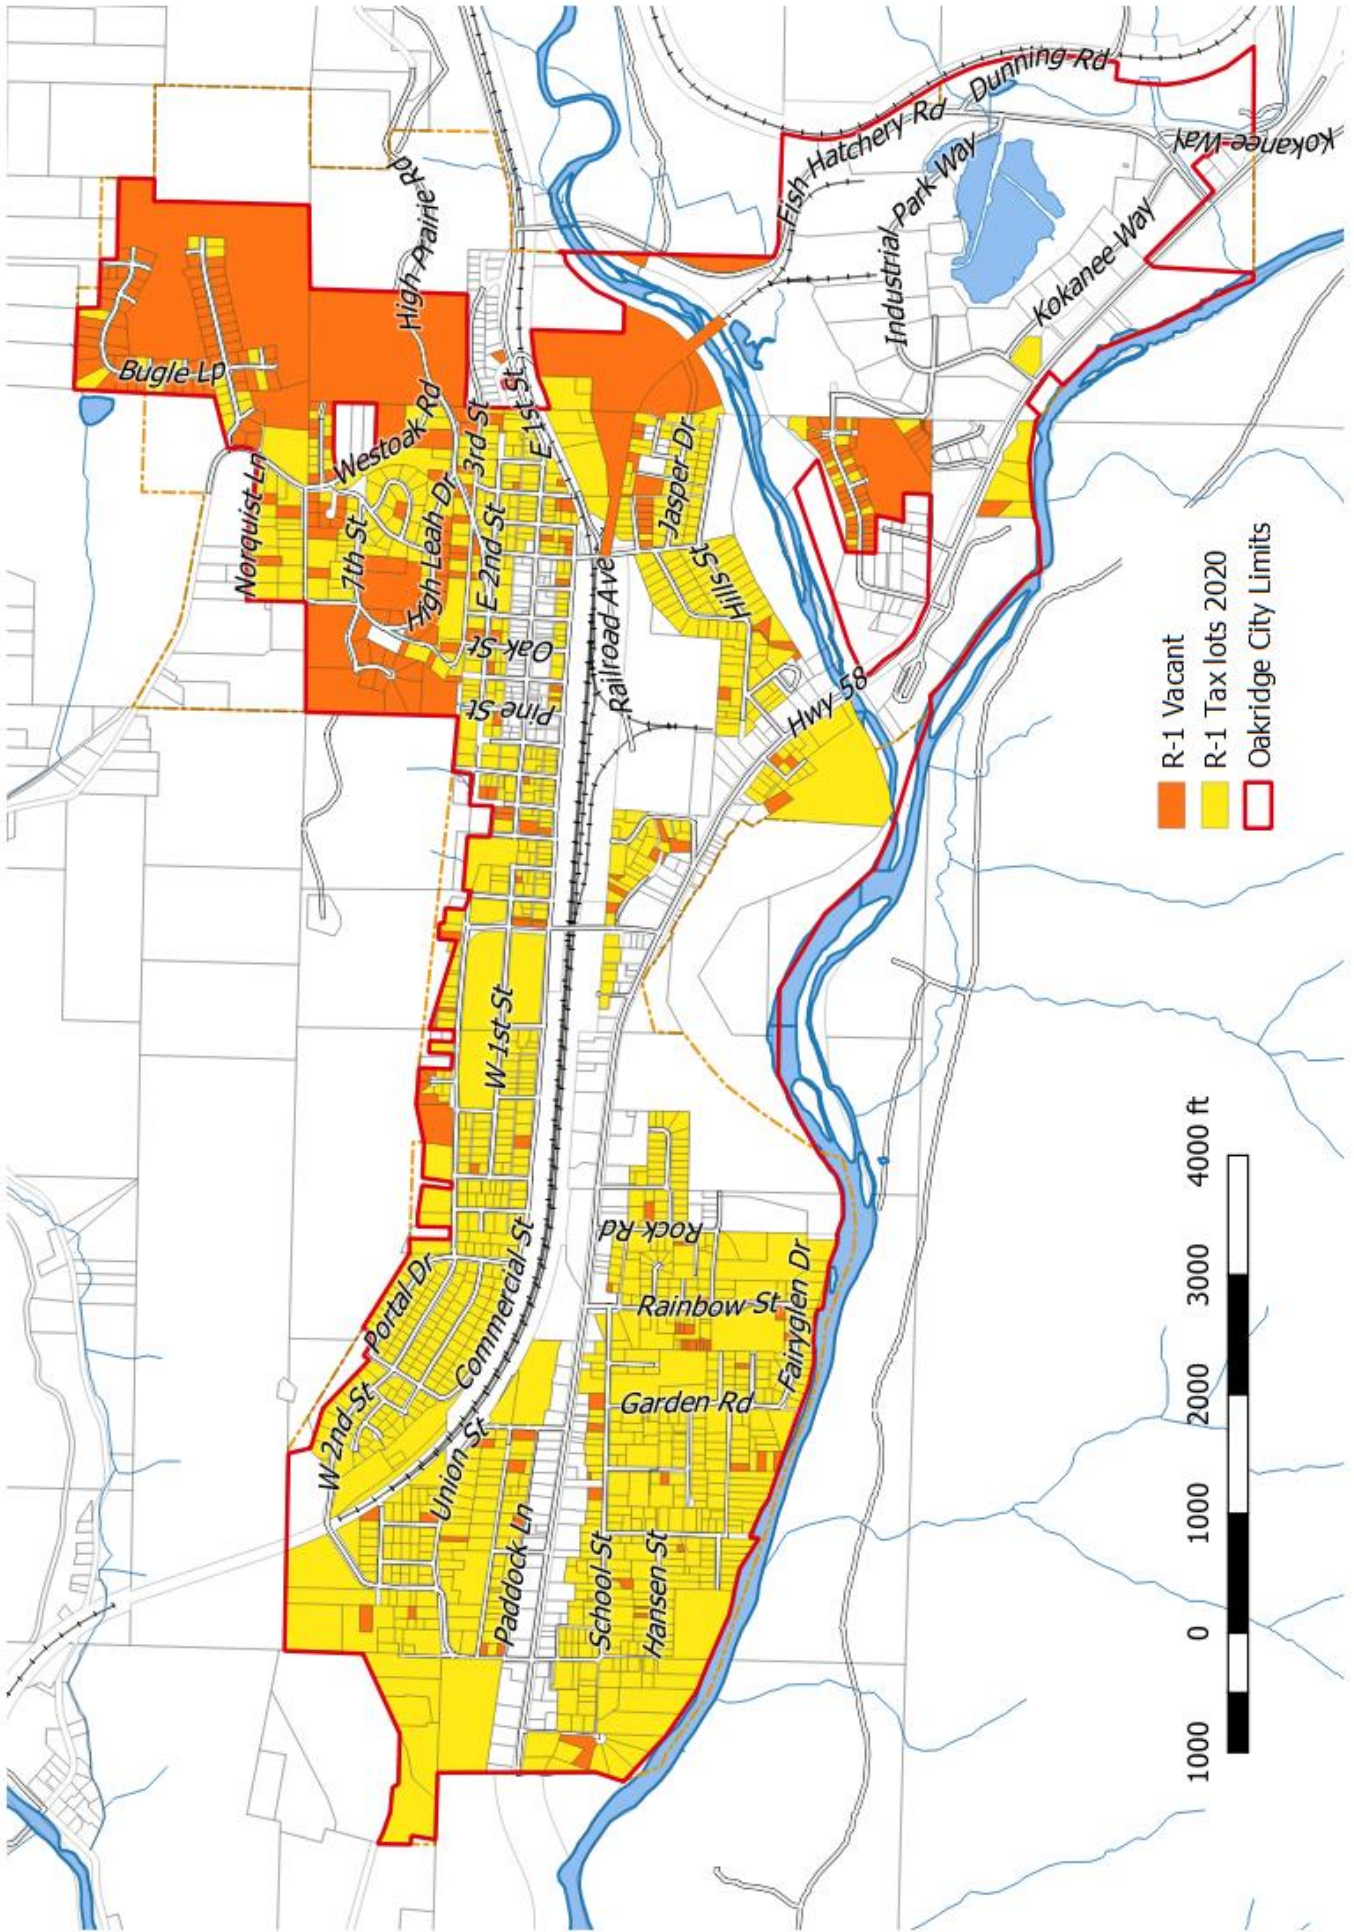 Bugle Lp
Norquist Ln
W 2nd St
7th St
Westoak Rd
High Prairie Rd
High Leah Dr
Portal Dr
Union St
Commercial St
W 1st St
Pine St
Oak St
E 2nd St
3rd St
E 1st St
Paddock Ln
School St
Hansen St
Garden Rd
Rainbow St
Rock Rd
Fairyglen Dr
Railroad Ave
Hills St
Jasper Dr
Hwy 58
Fish Hatchery Rd
Industrial Park Way
Dunning Rd
Kokanee Way
Kokanee Way
Kokanee Way
R-1 Vacant
R-1 Tax lots 2020
Oakridge City Limits
1000 0 1000 2000 3000 4000 ft